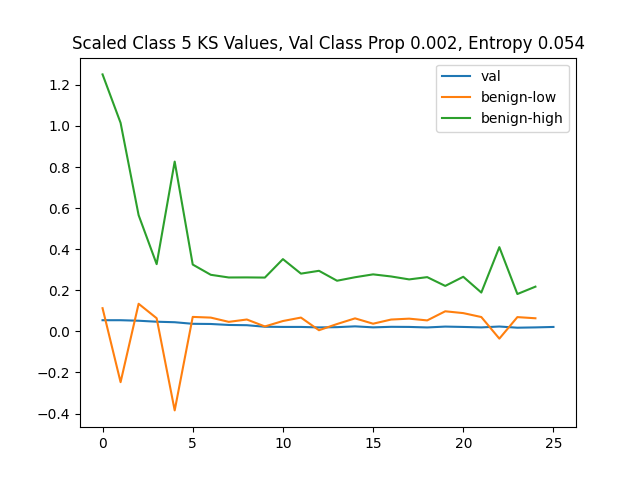 Scaled Class 5 KS Values, Val Class Prop 0.002, Entropy 0.054
val
benign-low
benign-high
1.2
1.0
0.8
0.6
0.4
0.2
0.0
−0.2
−0.4
0 5 10 15 20 25